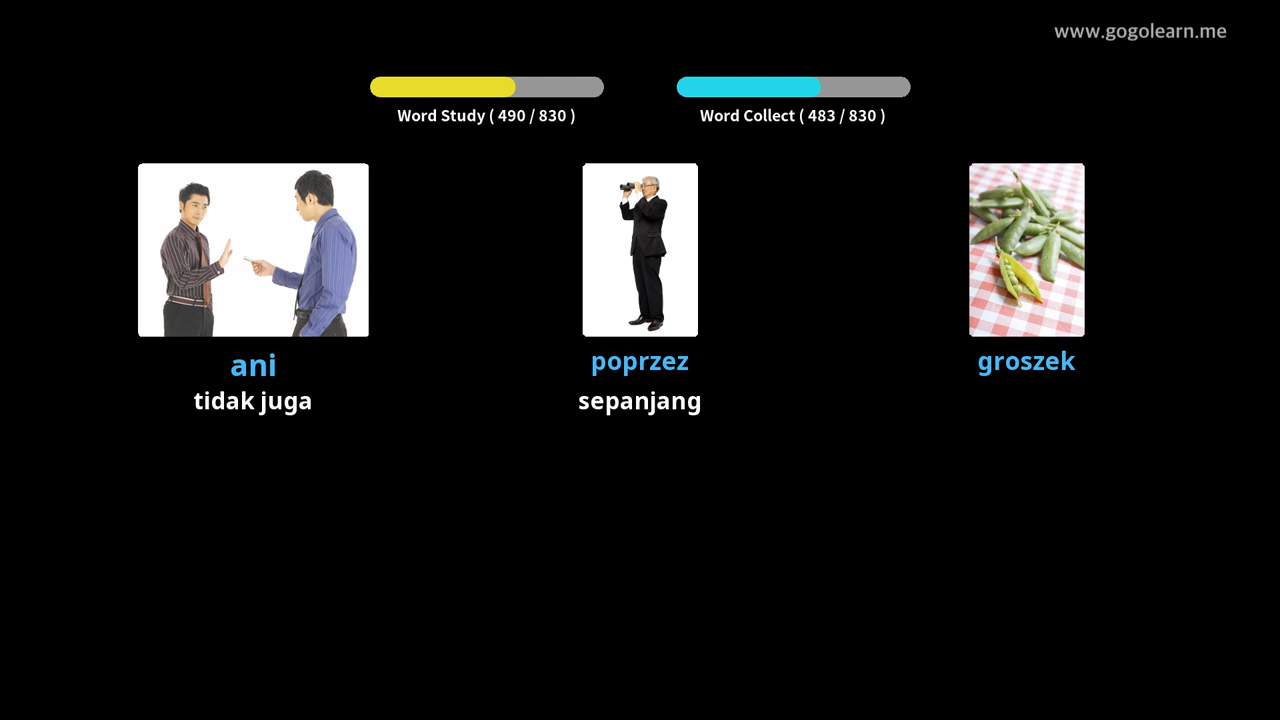 www.gogolearn.me
Word Study ( 490 / 830 )
Word Collect ( 483 / 830 )
ani
tidak juga
poprzez
sepanjang
groszek